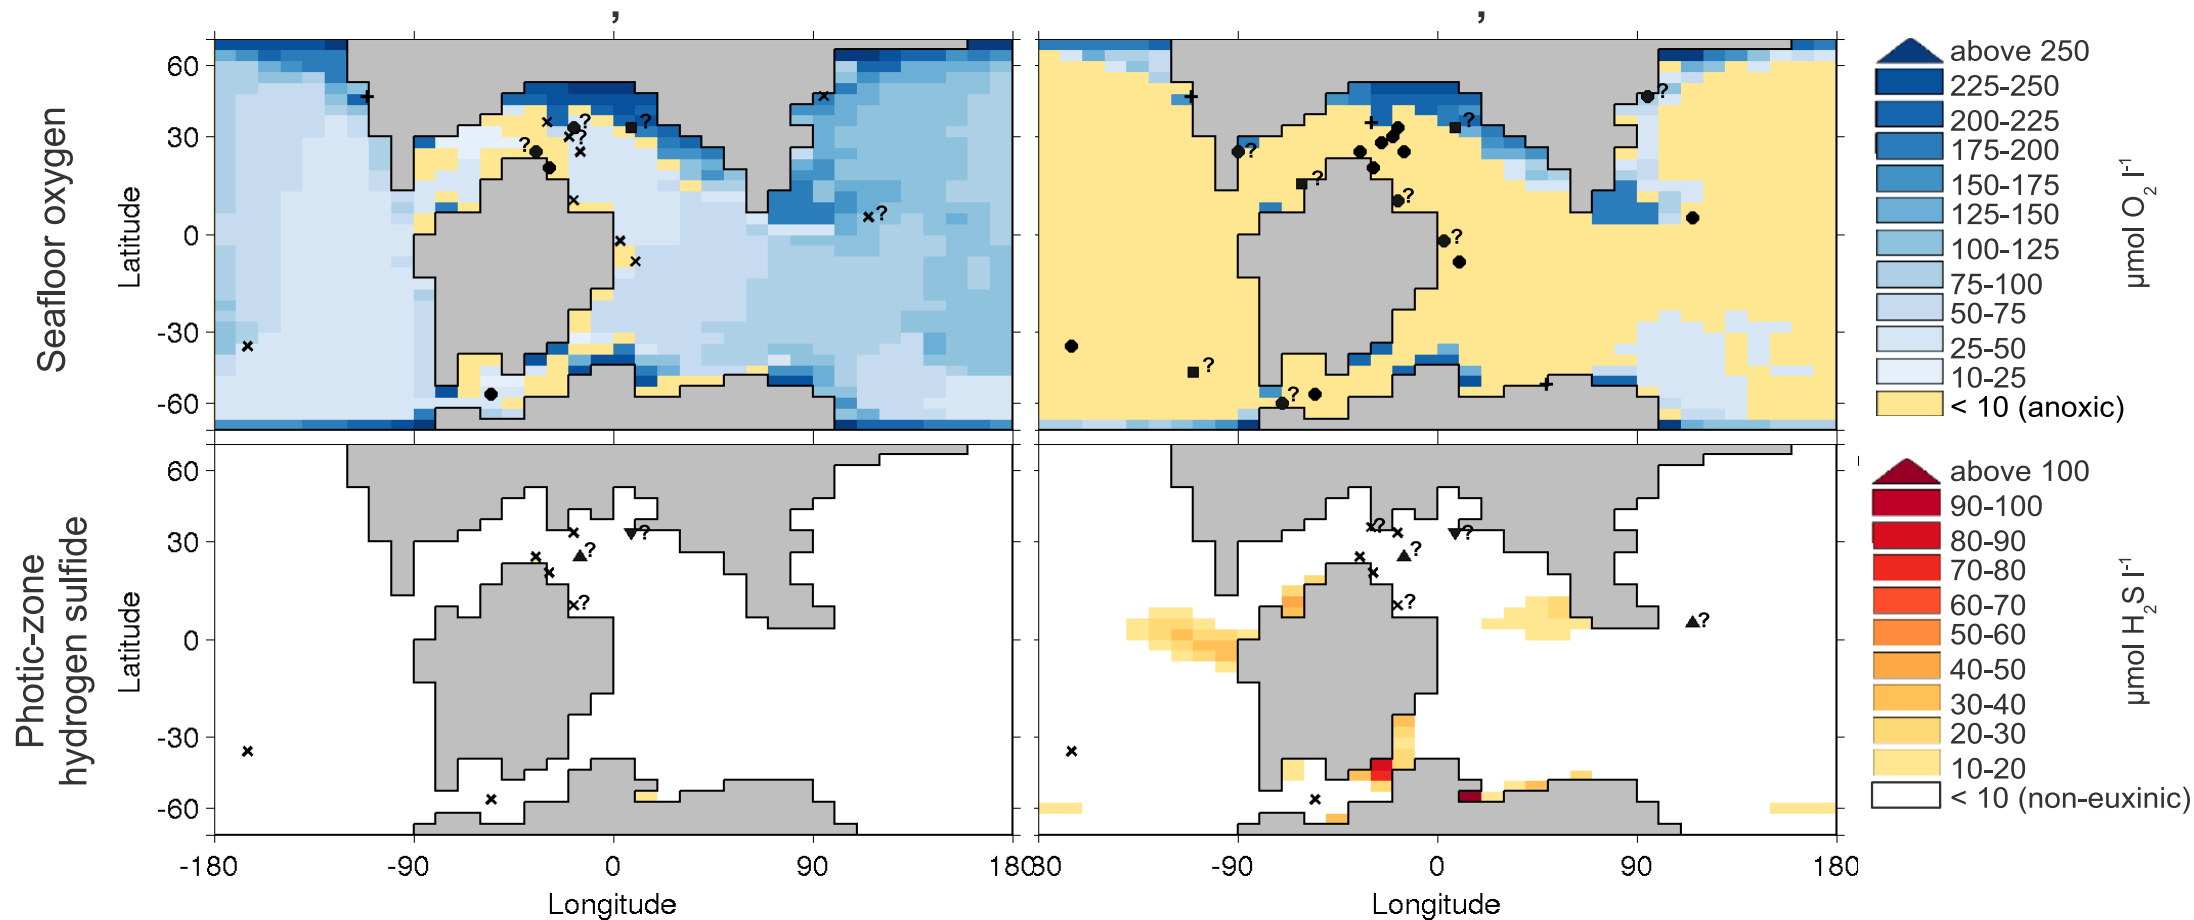 , ,
Seafloor oxygen
Latitude
60
30
0
-30
-60
? ? ? ? ? ?
? ? ? ? ? ? ? ?
above 250
225-250
200-225
175-200
150-175
125-150
100-125
75-100
50-75
25-50
10-25
< 10 (anoxic)
µmol O2 l-1
Photic-zone
hydrogen sulfide
Latitude
60
30
0
-30
-60
? ? ?
? ? ? ? ?
above 100
90-100
80-90
70-80
60-70
50-60
40-50
30-40
20-30
10-20
< 10 (non-euxinic)
µmol H2S l-1
-180 -90 0 90 180
80 -90 0 90 180
Longitude Longitude